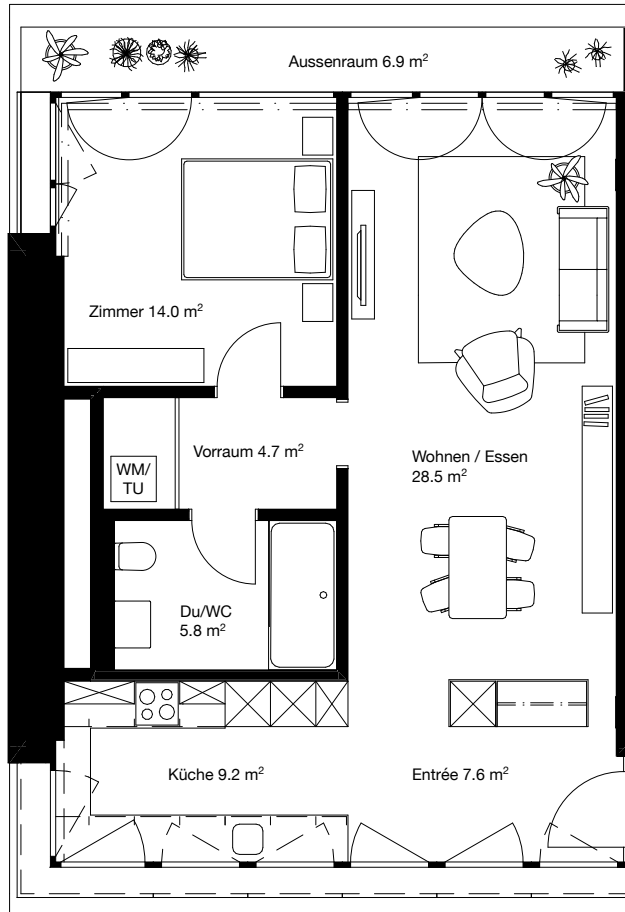 Aussenraum 6.9 m²
Zimmer 14.0 m²
Vorraum 4.7 m²
WM/
TU
Wohnen / Essen
28.5 m²
Du/WC
5.8 m²
Küche 9.2 m²
Entrée 7.6 m²